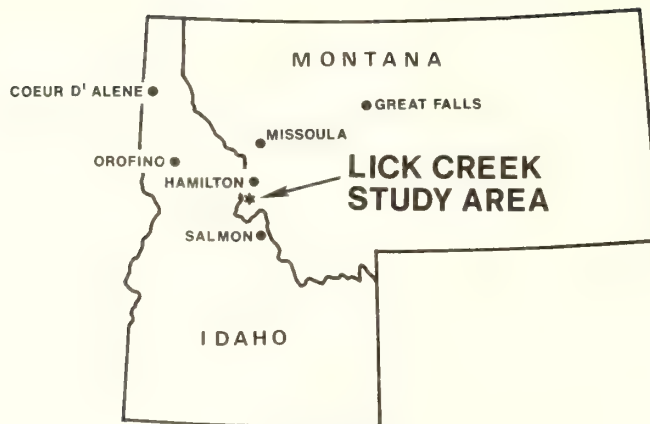 MONTANA
COEUR D' ALENE
GREAT FALLS
MISSOULA
OROFINO
HAMILTON
LICK CREEK
STUDY AREA
SALMON
IDAHO